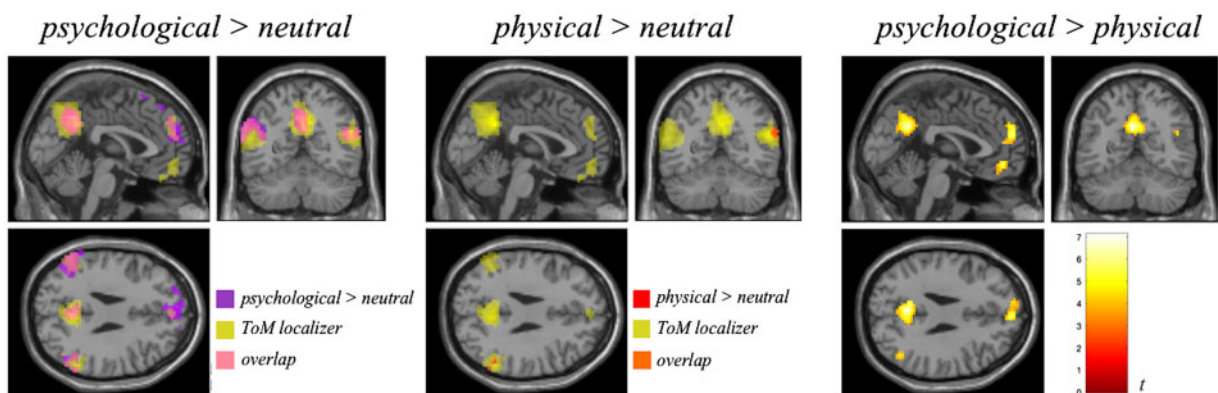 psychological > neutral
physical > neutral
psychological > physical
psychological > neutral
ToM localizer
overlap
physical > neutral
ToM localizer
overlap
7
6
5
4
3
2
1
0
t